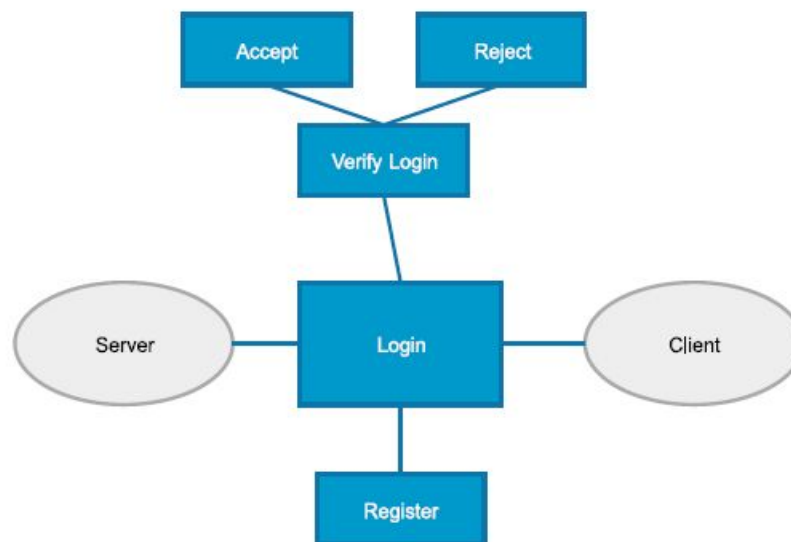 Accept
Reject
Verify Login
Server
Login
Client
Register